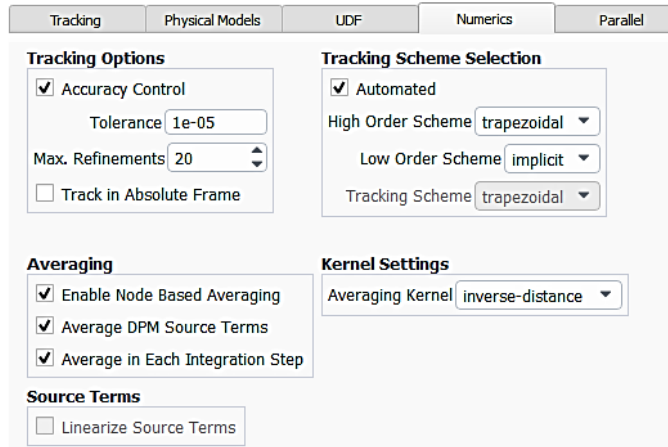 Tracking Physical Models UDF Numerics Parallel
Tracking Options
Accuracy Control
Tolerance 1e-05
Max. Refinements 20
Track in Absolute Frame
Tracking Scheme Selection
Automated
High Order Scheme trapezoidal
Low Order Scheme implicit
Tracking Scheme trapezoidal
Averaging
Enable Node Based Averaging
Average DPM Source Terms
Average in Each Integration Step
Kernel Settings
Averaging Kernel inverse-distance
Source Terms
Linearize Source Terms